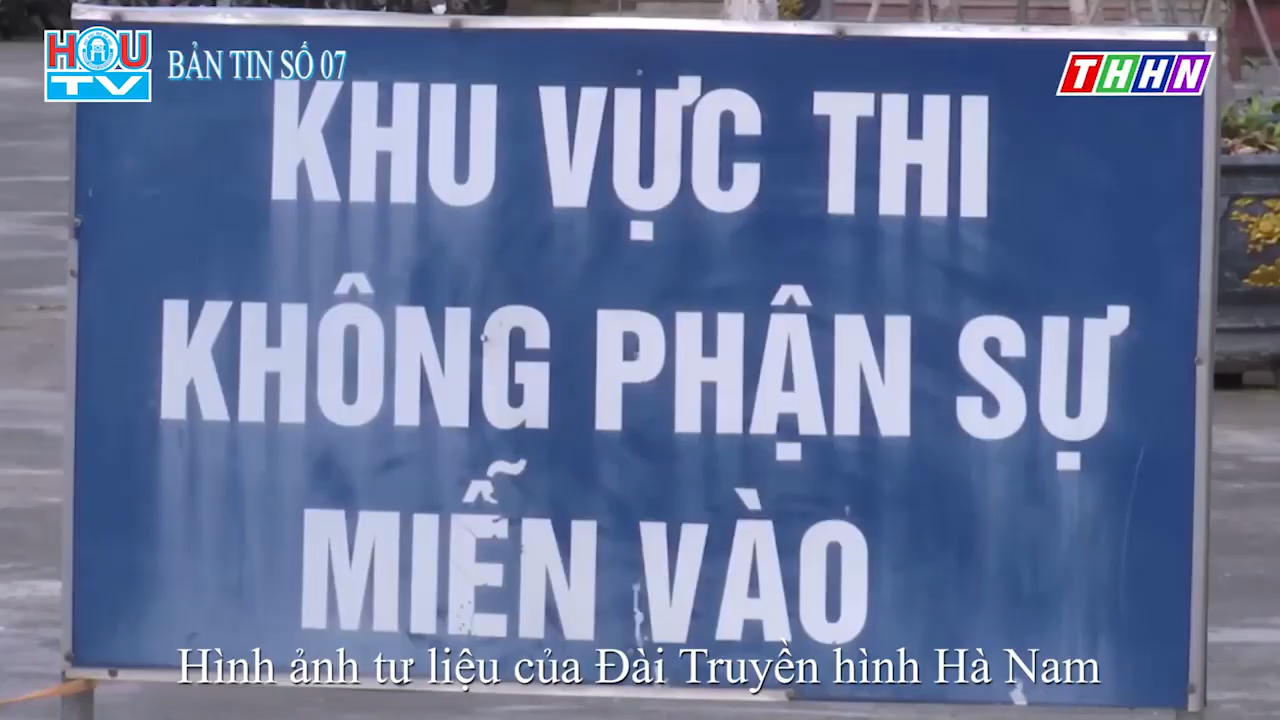 HOU
TV
BẢN TIN SỐ 07
THHN
KHU VỰC THI
KHÔNG PHẬN SỰ
MIỄN VÀO
Hình ảnh tư liệu của Đài Truyền hình Hà Nam